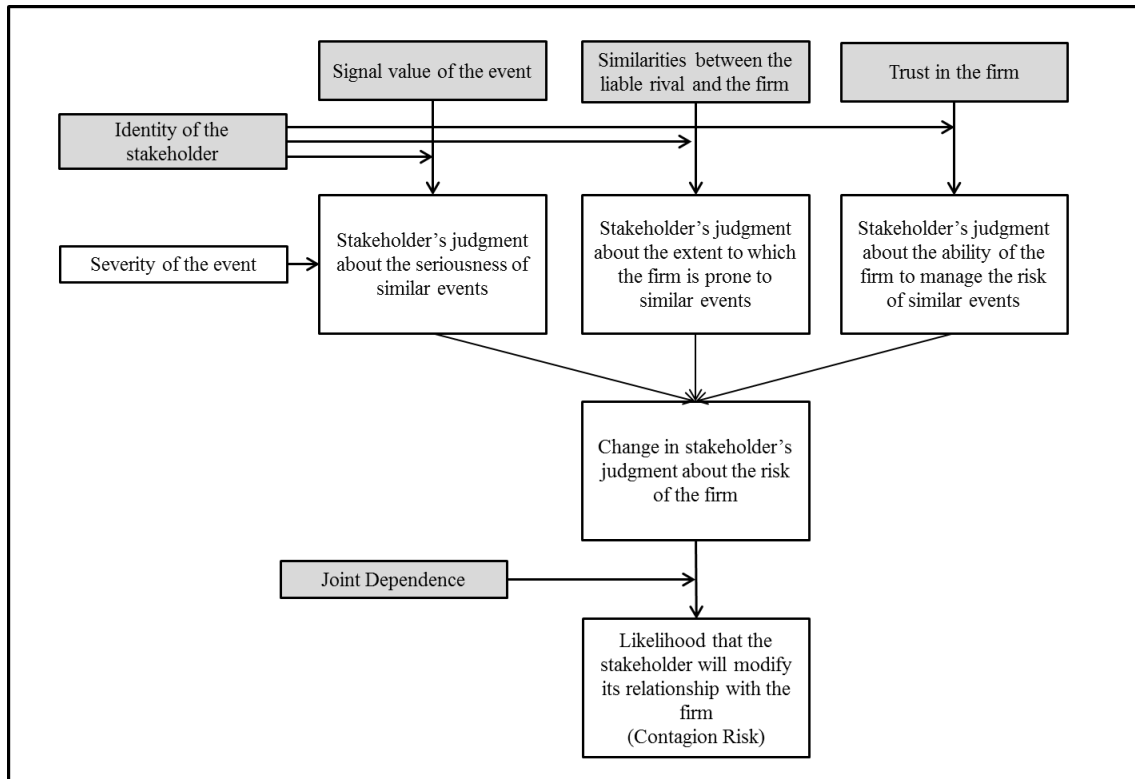 Signal value of the event
Similarities between the
liable rival and the firm
Trust in the firm
Identity of the
stakeholder
Severity of the event
Stakeholder’s judgment
about the seriousness of
similar events
Stakeholder’s judgment
about the extent to which
the firm is prone to
similar events
Stakeholder’s judgment
about the ability of the
firm to manage the risk
of similar events
Change in stakeholder’s
judgment about the risk
of the firm
Joint Dependence
Likelihood that the
stakeholder will modify
its relationship with the
firm
(Contagion Risk)